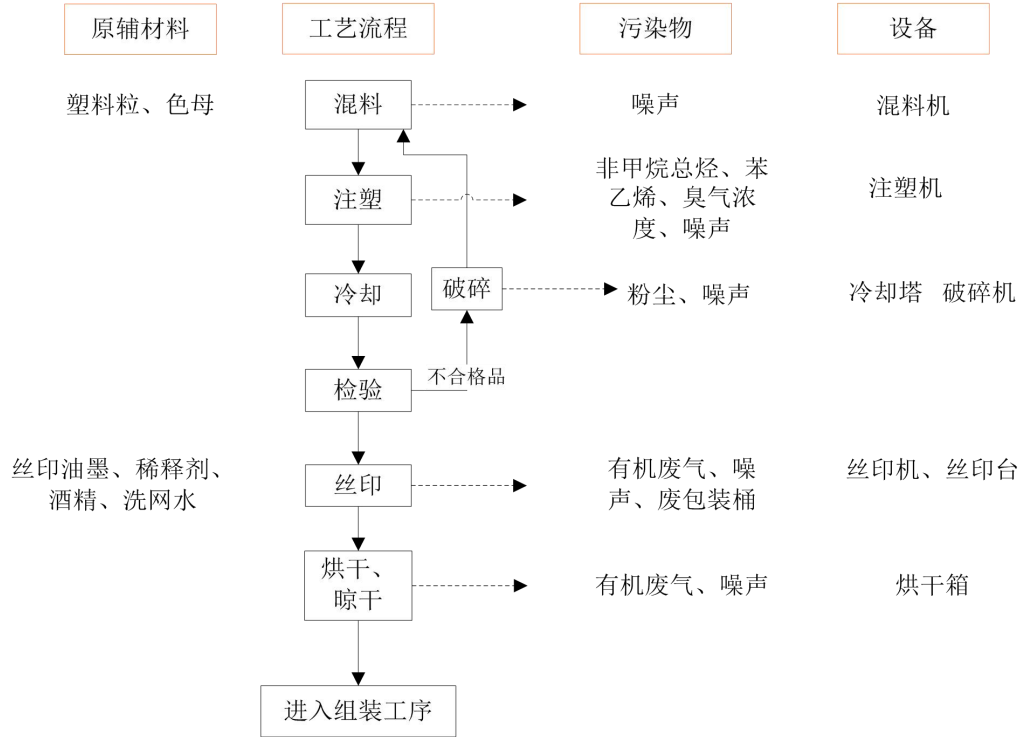 原辅材料
工艺流程
污染物
设备
塑料粒、色母
混料
噪声
混料机
注塑
非甲烷总烃、苯
乙烯、臭气浓
度、噪声
注塑机
冷却
破碎
粉尘、噪声
冷却塔 破碎机
检验
不合格品
丝印油墨、稀释剂、
酒精、洗网水
丝印
有机废气、噪
声、废包装桶
丝印机、丝印台
烘干、
晾干
有机废气、噪声
烘干箱
进入组装工序